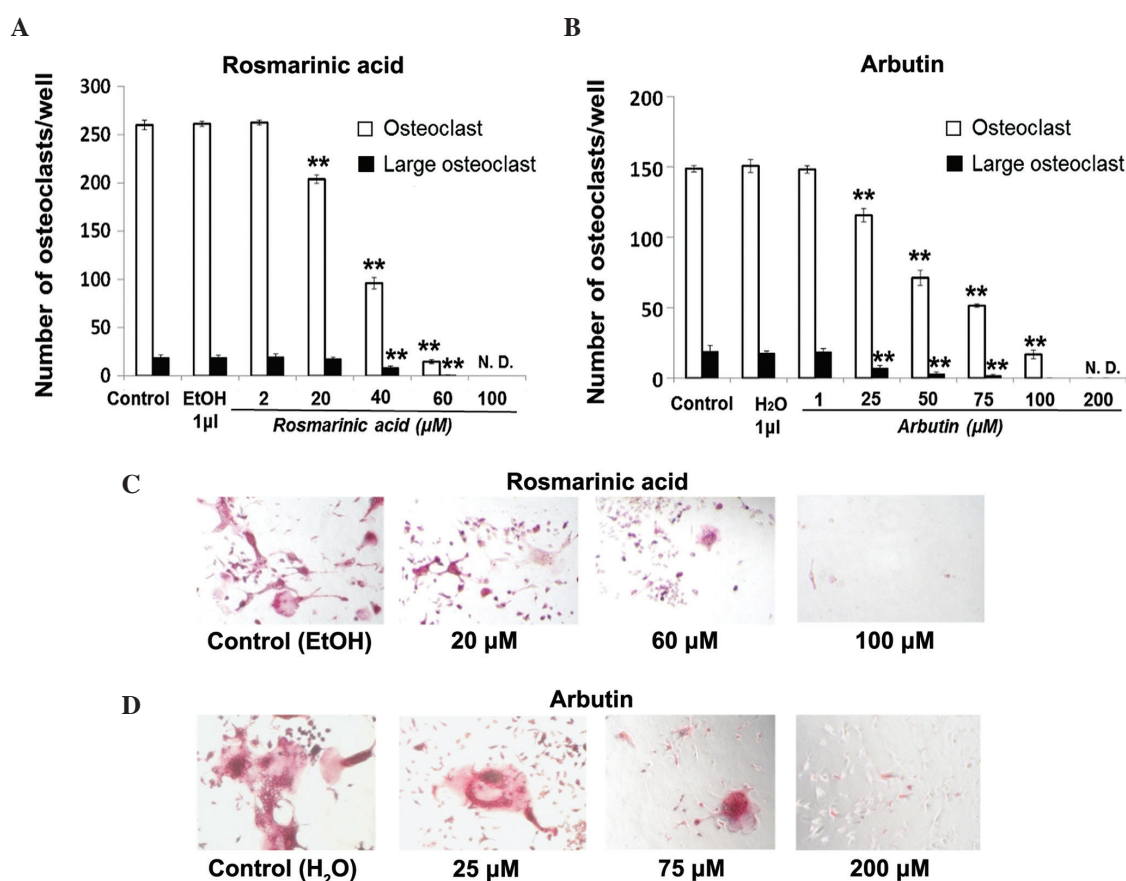 A
Rosmarinic acid
Number of osteoclasts/well
300
250
200
150
100
50
0
Osteoclast
Large osteoclast
**
**
**
**
**
N. D.
Control
EtOH
1µl
2
20
40
60
100
Rosmarinic acid (µM)
B
Arbutin
Number of osteoclasts/well
200
150
100
50
0
Osteoclast
Large osteoclast
**
**
**
**
**
**
**
N. D.
Control
H₂O
1µl
1
25
50
75
100
200
Arbutin (µM)
C
Rosmarinic acid
Control (EtOH)
20 µM
60 µM
100 µM
D
Arbutin
Control (H₂O)
25 µM
75 µM
200 µM